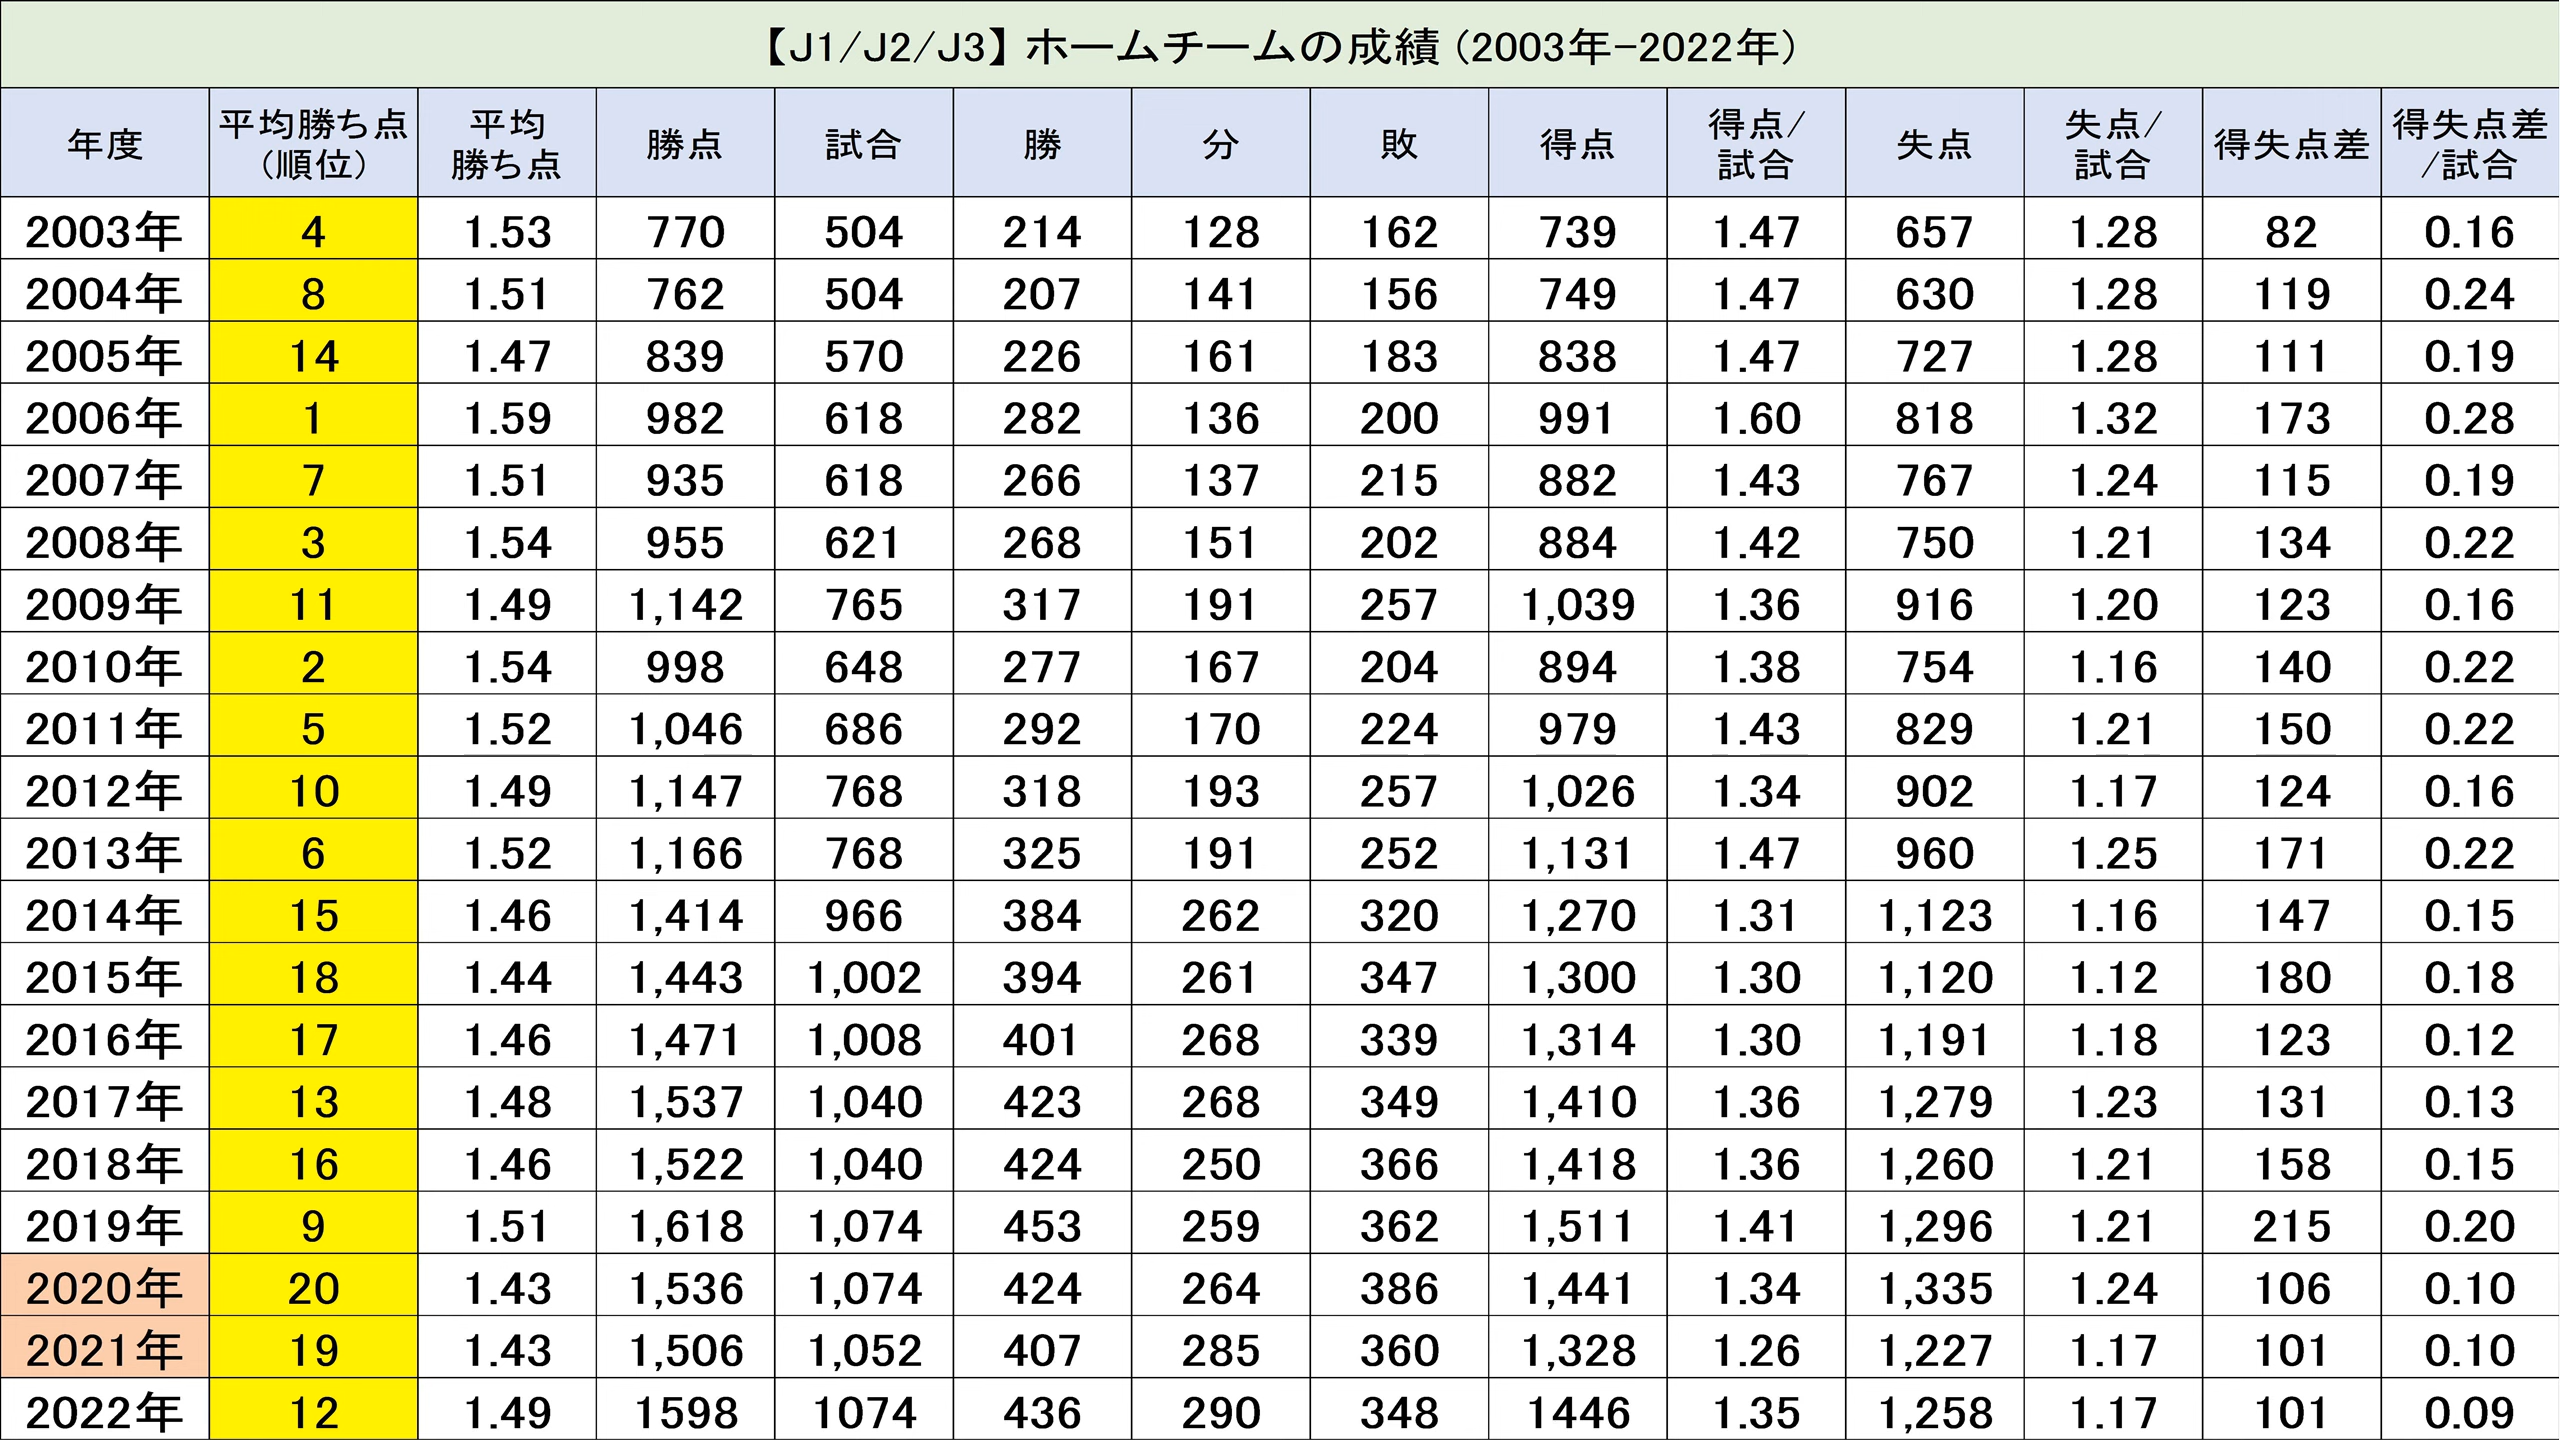 【J1/J2/J3】ホームチームの成績(2003年-2022年)
年度 平均勝ち点(順位) 平均勝ち点 勝点 試合 勝 分 敗 得点 得点/試合 失点 失点/試合 得失点差 得失点差/試合
2003年 4 1.53 770 504 214 128 162 739 1.47 657 1.28 82 0.16
2004年 8 1.51 762 504 207 141 156 749 1.47 630 1.28 119 0.24
2005年 14 1.47 839 570 226 161 183 838 1.47 727 1.28 111 0.19
2006年 1 1.59 982 618 282 136 200 991 1.60 818 1.32 173 0.28
2007年 7 1.51 935 618 266 137 215 882 1.43 767 1.24 115 0.19
2008年 3 1.54 955 621 268 151 202 884 1.42 750 1.21 134 0.22
2009年 11 1.49 1,142 765 317 191 257 1,039 1.36 916 1.20 123 0.16
2010年 2 1.54 998 648 277 167 204 894 1.38 754 1.16 140 0.22
2011年 5 1.52 1,046 686 292 170 224 979 1.43 829 1.21 150 0.22
2012年 10 1.49 1,147 768 318 193 257 1,026 1.34 902 1.17 124 0.16
2013年 6 1.52 1,166 768 325 191 252 1,131 1.47 960 1.25 171 0.22
2014年 15 1.46 1,414 966 384 262 320 1,270 1.31 1,123 1.16 147 0.15
2015年 18 1.44 1,443 1,002 394 261 347 1,300 1.30 1,120 1.12 180 0.18
2016年 17 1.46 1,471 1,008 401 268 339 1,314 1.30 1,191 1.18 123 0.12
2017年 13 1.48 1,537 1,040 423 268 349 1,410 1.36 1,279 1.23 131 0.13
2018年 16 1.46 1,522 1,040 424 250 366 1,418 1.36 1,260 1.21 158 0.15
2019年 9 1.51 1,618 1,074 453 259 362 1,511 1.41 1,296 1.21 215 0.20
2020年 20 1.43 1,536 1,074 424 264 386 1,441 1.34 1,335 1.24 106 0.10
2021年 19 1.43 1,506 1,052 407 285 360 1,328 1.26 1,227 1.17 101 0.10
2022年 12 1.49 1598 1074 436 290 348 1446 1.35 1,258 1.17 101 0.09